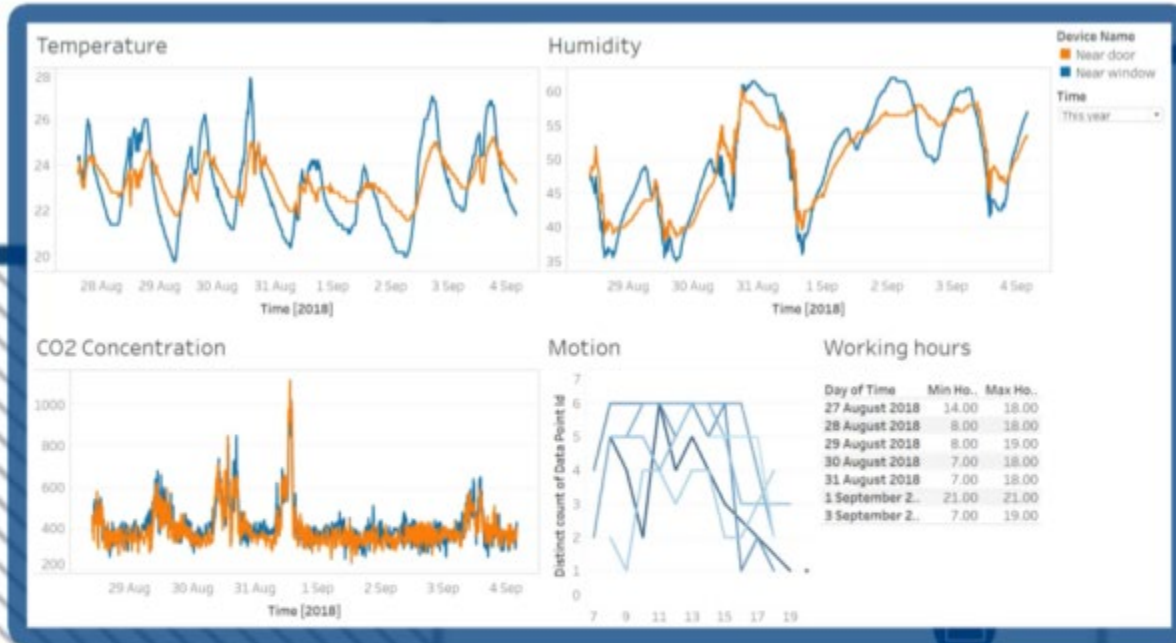 Temperature
28
26
24
22
20
28 Aug 29 Aug 30 Aug 31 Aug 1 Sep 2 Sep 3 Sep 4 Sep
Time [2018]
Humidity
60
55
50
45
40
35
29 Aug 30 Aug 31 Aug 1 Sep 2 Sep 3 Sep 4 Sep
Time [2018]
Device Name
Near door
Near window
Time
This year
CO2 Concentration
1000
800
600
400
200
29 Aug 30 Aug 31 Aug 1 Sep 2 Sep 3 Sep 4 Sep
Time [2018]
Motion
Distinct count of Data Point Id
7
6
5
4
3
2
1
0
7 9 11 13 15 17 19
Working hours
Day of Time Min Ho.. Max Ho..
27 August 2018 14.00 18.00
28 August 2018 8.00 18.00
29 August 2018 8.00 19.00
30 August 2018 7.00 18.00
31 August 2018 7.00 18.00
1 September 2.. 21.00 21.00
3 September 2.. 7.00 19.00